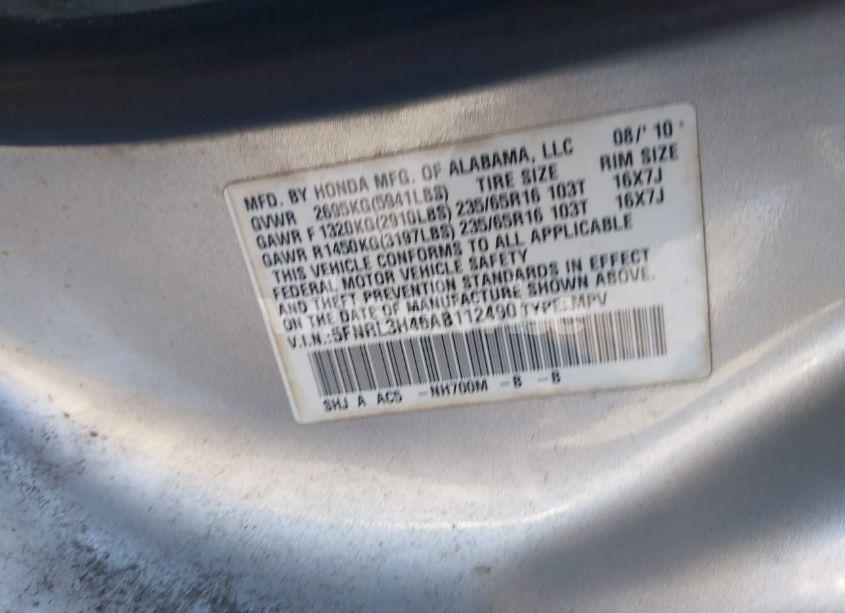 MFD. BY HONDA MFG. OF ALABAMA, LLC 08/' 10
GVWR 2695KG(5941LBS) TIRE SIZE RIM SIZE
GAWR F 1320KG(2910LBS) 235/65R16 103T 16X7J
GAWR R1450KG(3197LBS) 235/65R16 103T 16X7J
THIS VEHICLE CONFORMS TO ALL APPLICABLE
FEDERAL MOTOR VEHICLE SAFETY
AND THEFT PREVENTION STANDARDS IN EFFECT
ON THE DATE OF MANUFACTURE SHOWN ABOVE.
V.I.N.:5FNRL3H46AB112490 TYPE:MPV
SHJ A AC5 -NH700M -B -B